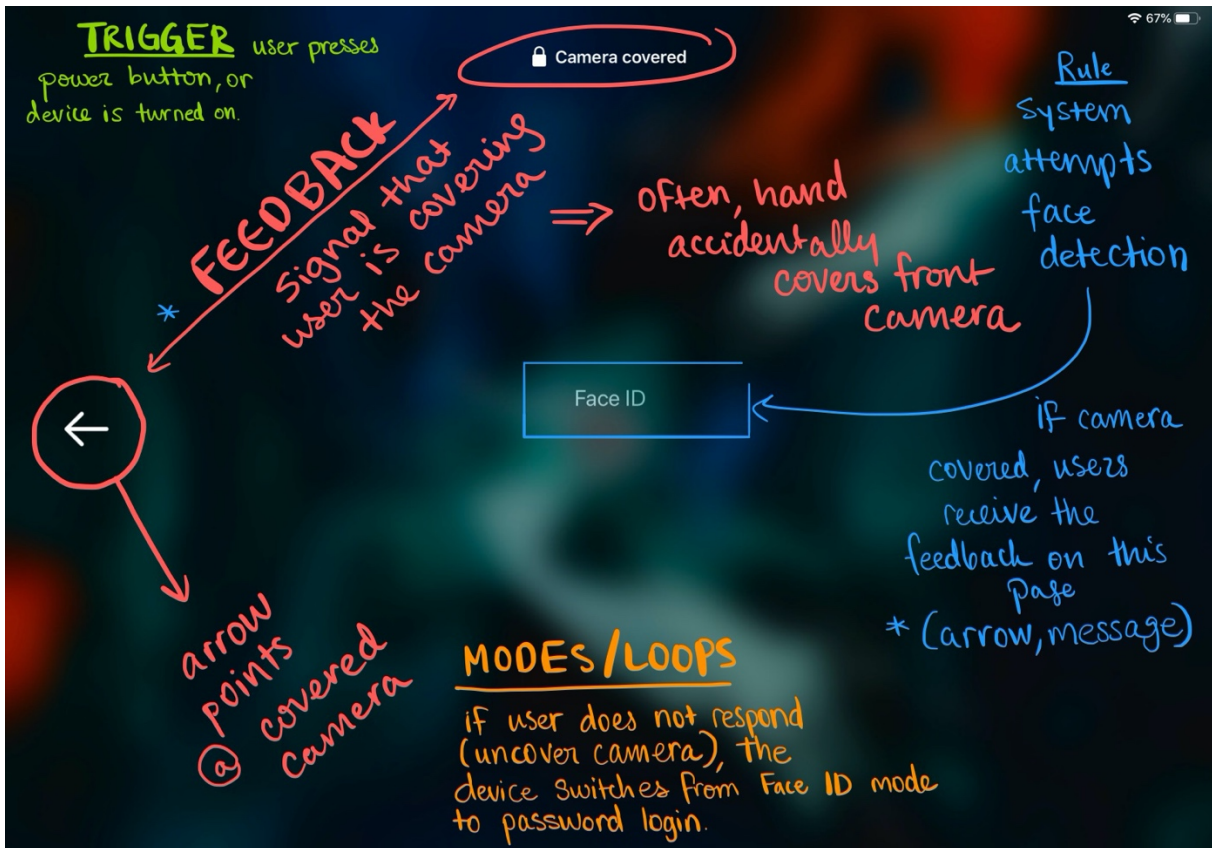 TRIGGER user presses
power button, or
device is turned on.
67%
Camera covered
FEEDBACK
signal that
user is covering
the camera
⇒ often, hand
accidentally
covers front
camera
Rule
System
attempts
face
detection
Face ID
if camera
covered, users
receive the
feedback on this
page
* (arrow, message)
*
←
arrow
points
@ covered
camera
MODES/LOOPS
if user does not respond
(uncover camera), the
device switches from Face ID mode
to password login.